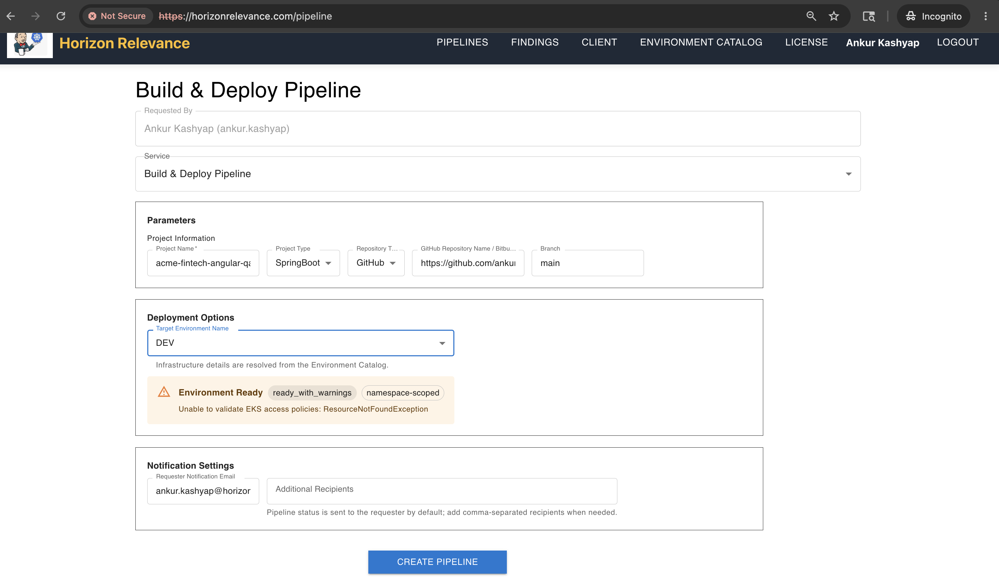 Not Secure https://horizonrelevance.com/pipeline Incognito
Horizon Relevance PIPELINES FINDINGS CLIENT ENVIRONMENT CATALOG LICENSE Ankur Kashyap LOGOUT
Build & Deploy Pipeline
Requested By
Ankur Kashyap (ankur.kashyap)
Service
Build & Deploy Pipeline
Parameters
Project Information
Project Name * Project Type Repository T... GitHub Repository Name / Bitbu... Branch
acme-fintech-angular-qa SpringBoot GitHub https://github.com/ankur main
Deployment Options
Target Environment Name
DEV
Infrastructure details are resolved from the Environment Catalog.
Environment Ready ready_with_warnings namespace-scoped
Unable to validate EKS access policies: ResourceNotFoundException
Notification Settings
Requester Notification Email
ankur.kashyap@horizon Additional Recipients
Pipeline status is sent to the requester by default; add comma-separated recipients when needed.
CREATE PIPELINE